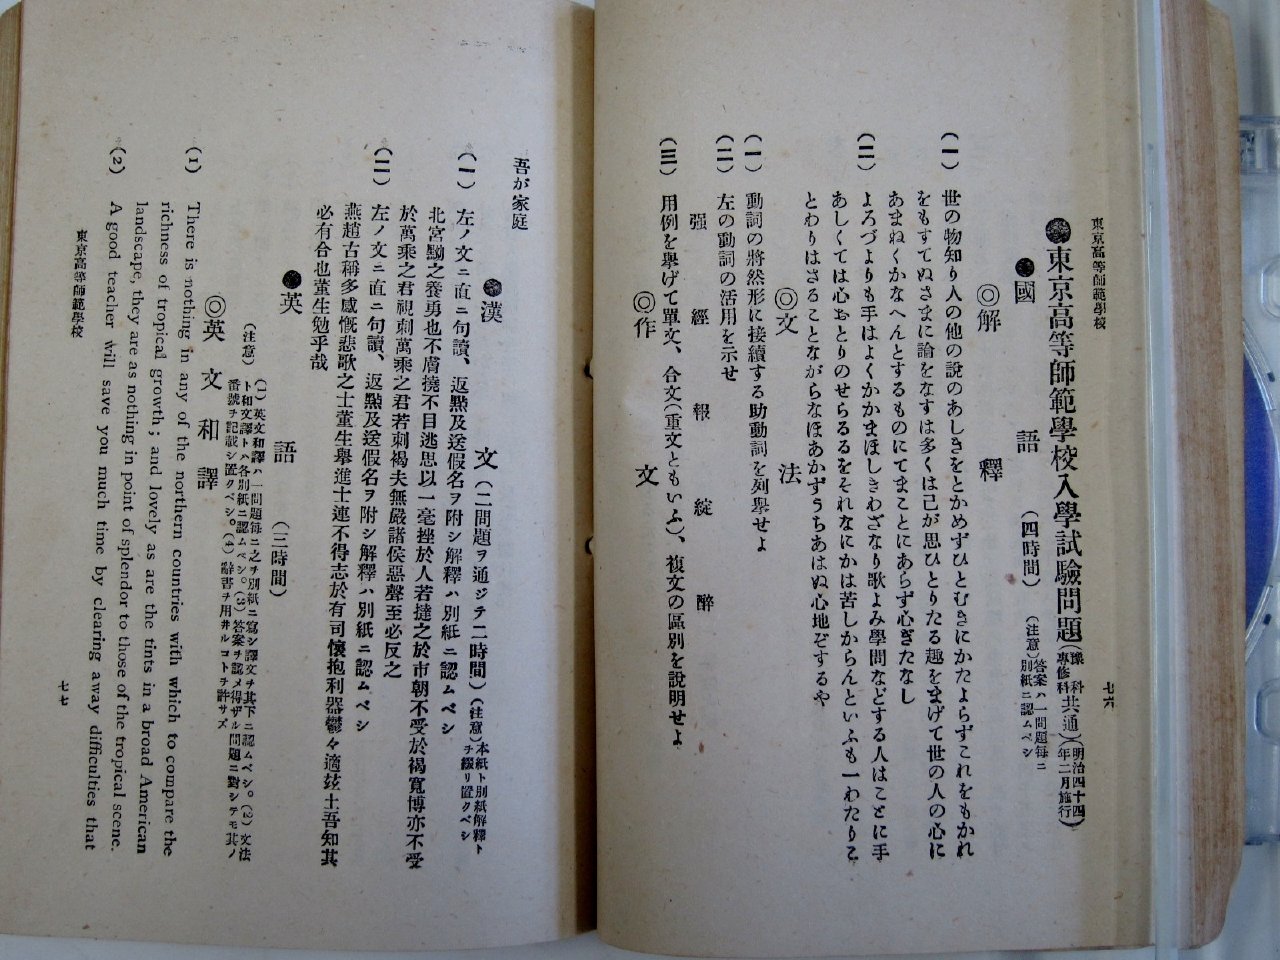 東京高等師範學校
七六
●東京高等師範學校入學試驗問題(豫科專修科共通)(明治四十四年二月施行)
●國語(四時間)(注意)答案ハ一問題每ニ別紙ニ認ムベシ
◎解釋
(一)世の物知り人の他の說のあしきをとかめずひとむきにかたよらずこれをもかれ
をもすてぬさまに論をなすは多くは己が思ひとりたる趣をまげて世の人の心に
あまねくかなへんとするものにてまことにあらず心ぎたなし
(二)よろづよりも手はよくかかまほしきわざなり歌よみ學問などする人はことに手
あしくては心おとりのせらるるをそれなにかは苦しからんといふも一わたりこ
とわりはさることながらなほあかずうちあはぬ心地ぞするや
◎文法
(一)動詞の將然形に接續する助動詞を列擧せよ
(二)左の動詞の活用を示せ
强 經 報 綻 醉
(三)用例を擧げて單文、合文(重文ともいふ)、複文の區別を說明せよ
◎作文
吾が家庭
●漢文(二問題ヲ通ジテ二時間)(注意)本紙ト別紙解釋トヲ綴リ置クベシ
(一)左ノ文ニ直ニ句讀、返點及送假名ヲ附シ解釋ハ別紙ニ認ムベシ
北宮黝之養勇也不膚撓不目逃思以一毫挫於人若撻之於市朝不受於褐寬博亦不受
於萬乘之君視刺萬乘之君若刺褐夫無嚴諸侯惡聲至必反之
(二)左ノ文ニ直ニ句讀、返點及送假名ヲ附シ解釋ハ別紙ニ認ムベシ
燕趙古稱多感慨悲歌之士董生擧進士連不得志於有司懷抱利器鬱々適玆土吾知其
必有合也董生勉乎哉
●英語(三時間)
(注意)(1)英文和譯ハ一問題每ニ之ヲ別紙ニ寫シ譯文ヲ其下ニ認ムベシ。(2)文法
ト和文譯トハ各別紙ニ認ムベシ。(3)答案ヲ認メ得ザル問題ニ對シテモ其ノ
番號ヲ記載シ置クベシ。(4)辭書ヲ用井ルコトヲ許サズ
◎英文和譯
(1) There is nothing in any of the northern countries with which to compare the
richness of tropical growth; and lovely as are the tints in a broad American
landscape, they are as nothing in point of splendor to those of the tropical scene.
(2) A good teacher will save you much time by clearing away difficulties that
東京高等師範學校
七七